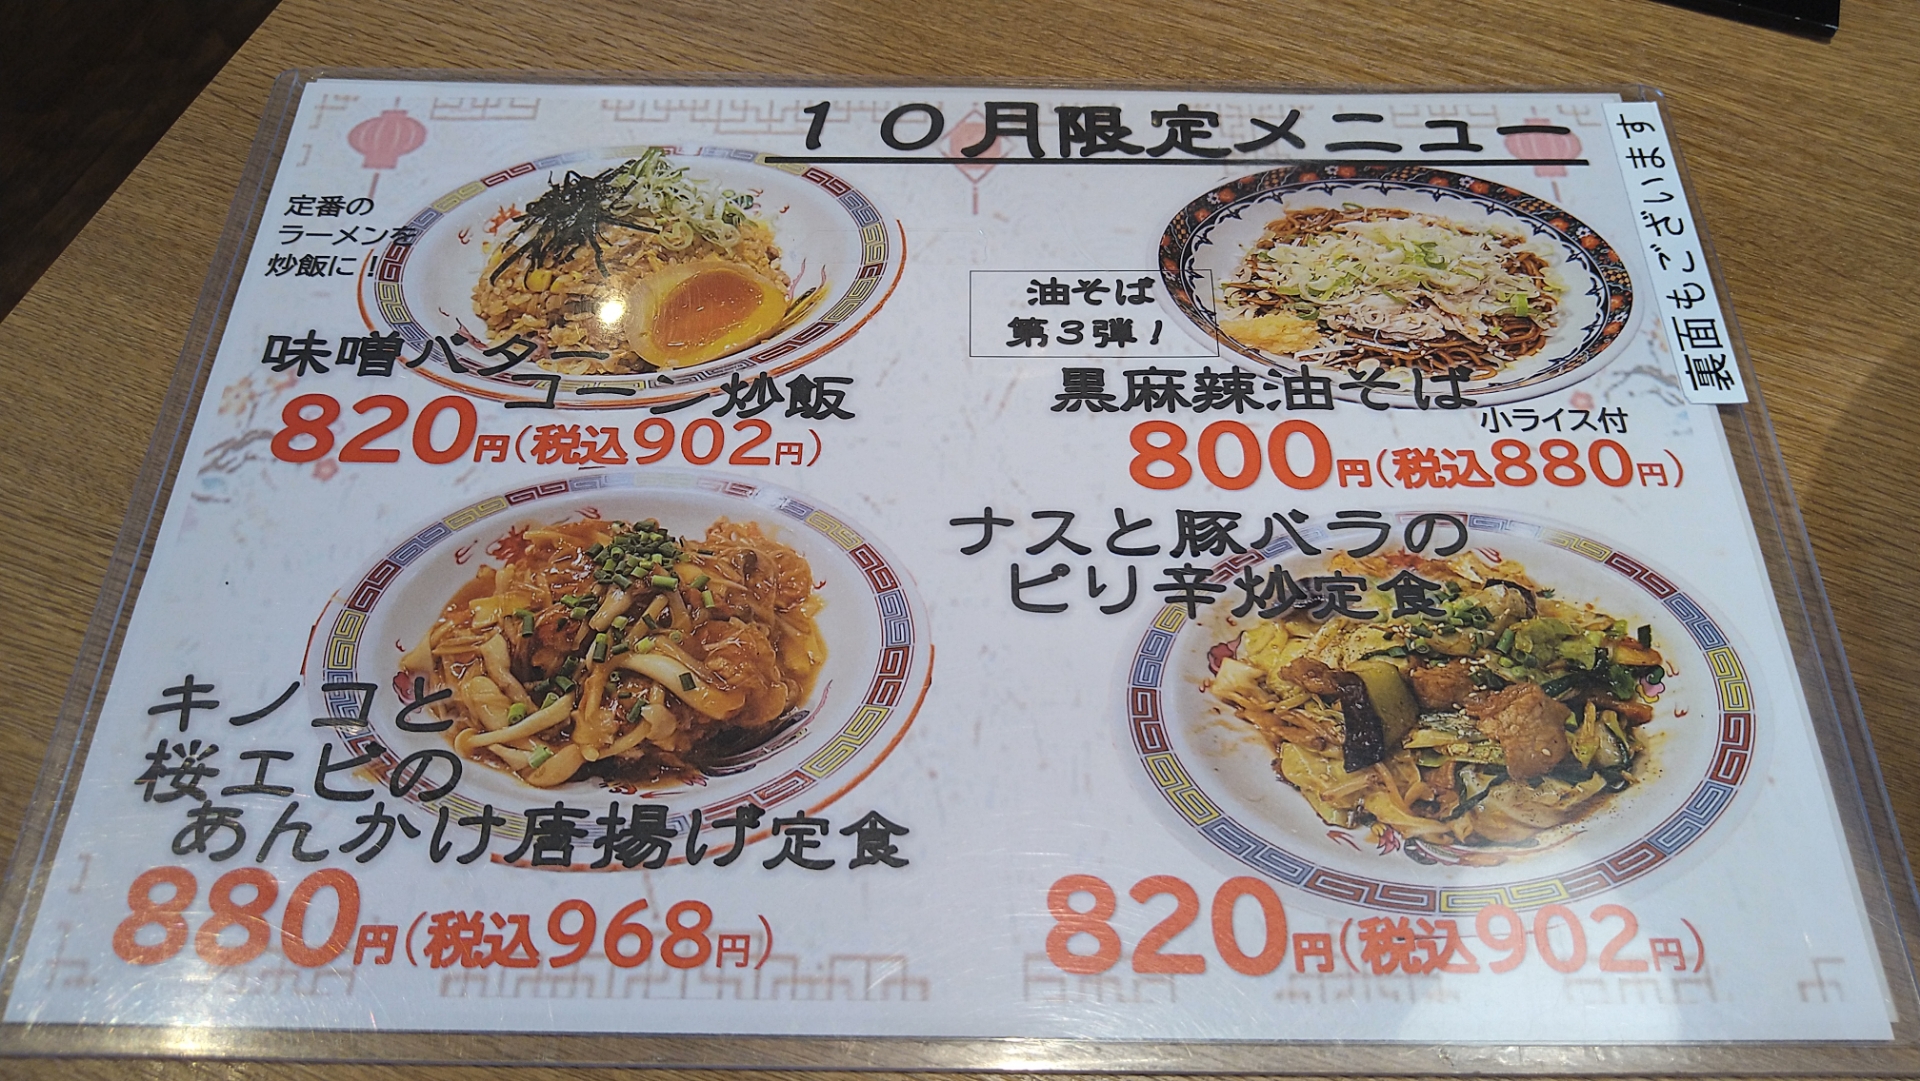 10月限定メニュー
裏面もございます
定番の
ラーメンを
炒飯に!
味噌バター
コーン炒飯
820円(税込902円)
油そば
第3弾!
黒麻辣油そば
小ライス付
800円(税込880円)
キノコと
桜エビの
あんかけ唐揚げ定食
880円(税込968円)
ナスと豚バラの
ピリ辛炒定食
820円(税込902円)